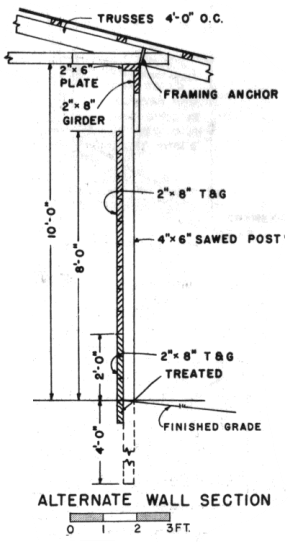 TRUSSES 4'-0" O.C.
2"x 6"
PLATE
FRAMING ANCHOR
2"x 8"
GIRDER
2"x 8" T&G
10'-0"
8'-0"
4"x 6" SAWED POST
2'-0"
2"x 8" T&G
TREATED
4'-0"
FINISHED GRADE
ALTERNATE WALL SECTION
0 1 2 3FT.